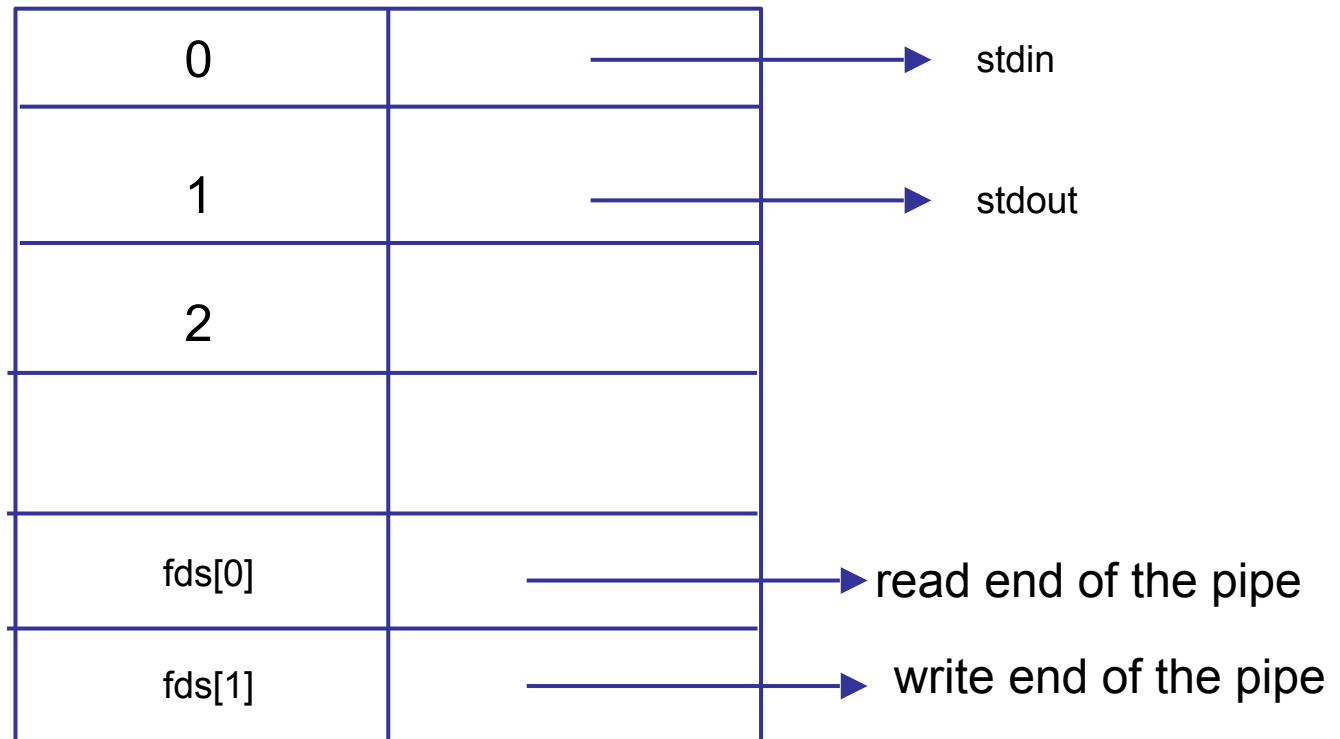 0 stdin
1 stdout
2
fds[0] read end of the pipe
fds[1] write end of the pipe